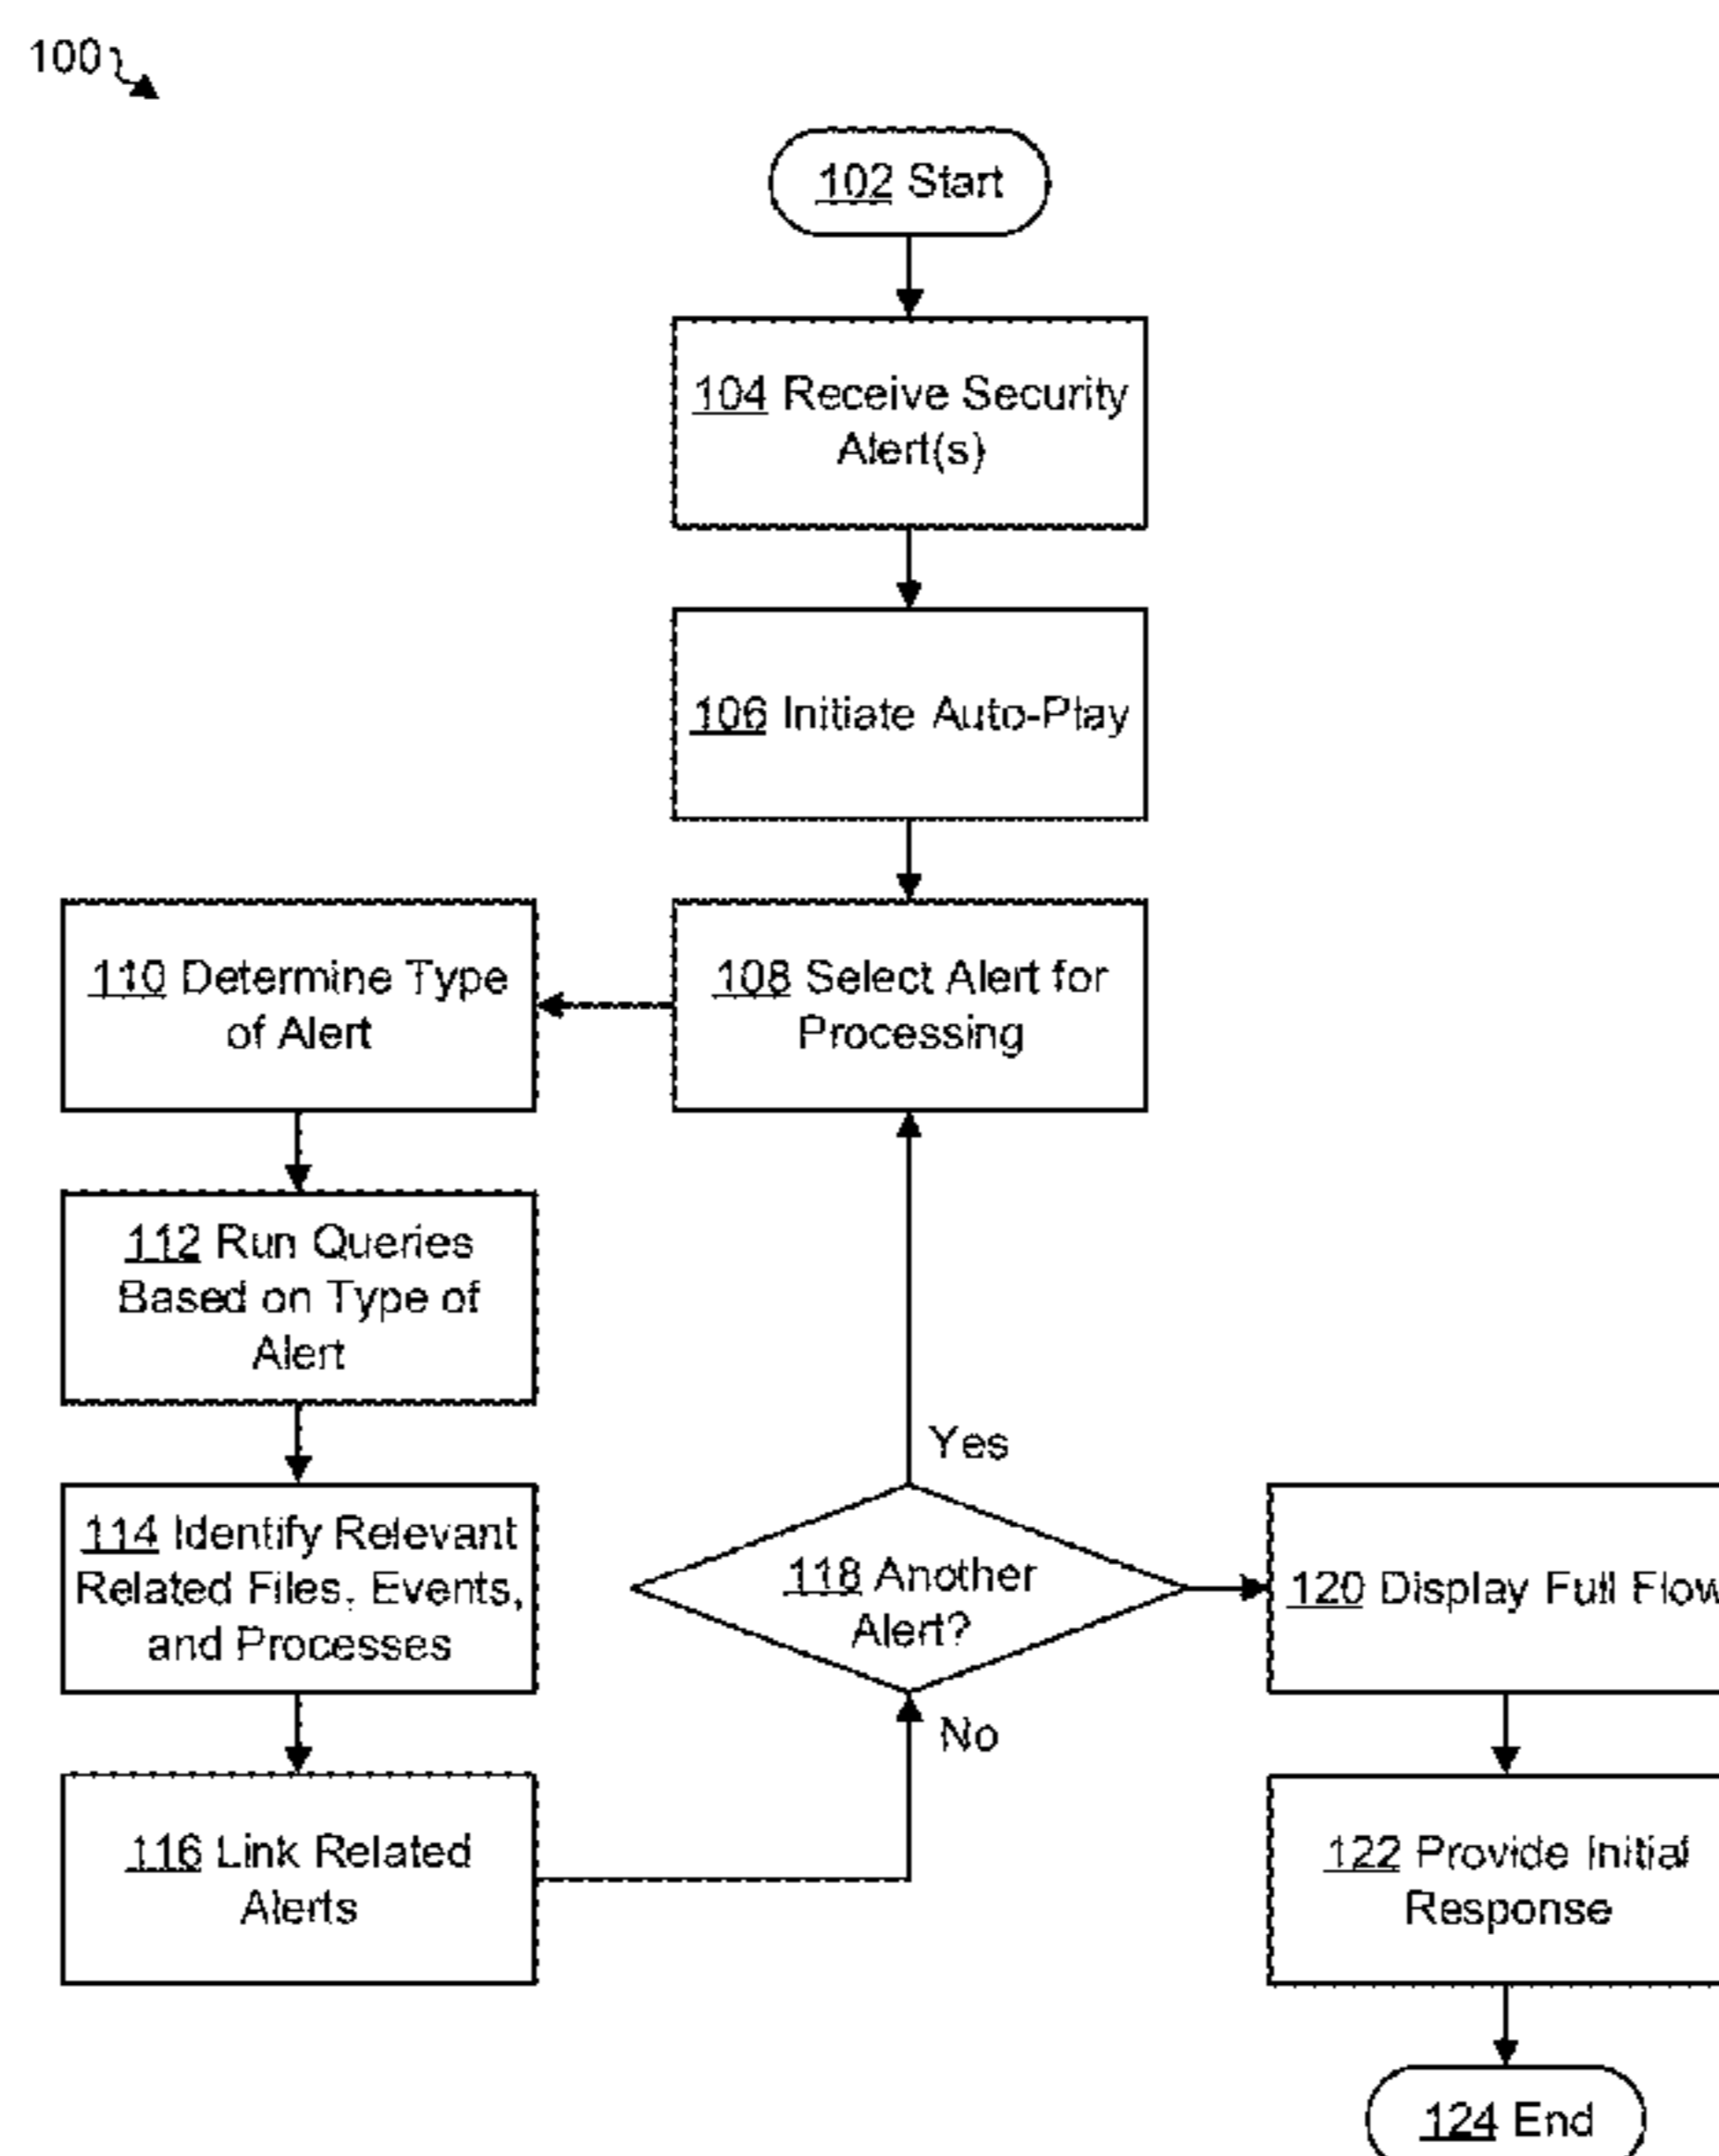 100
102 Start
104 Receive Security
Alert(s)
106 Initiate Auto-Play
108 Select Alert for
Processing
110 Determine Type
of Alert
112 Run Queries
Based on Type of
Alert
114 Identify Relevant
Related Files, Events,
and Processes
116 Link Related
Alerts
Yes
118 Another
Alert?
No
120 Display Full Flow
122 Provide Initial
Response
124 End